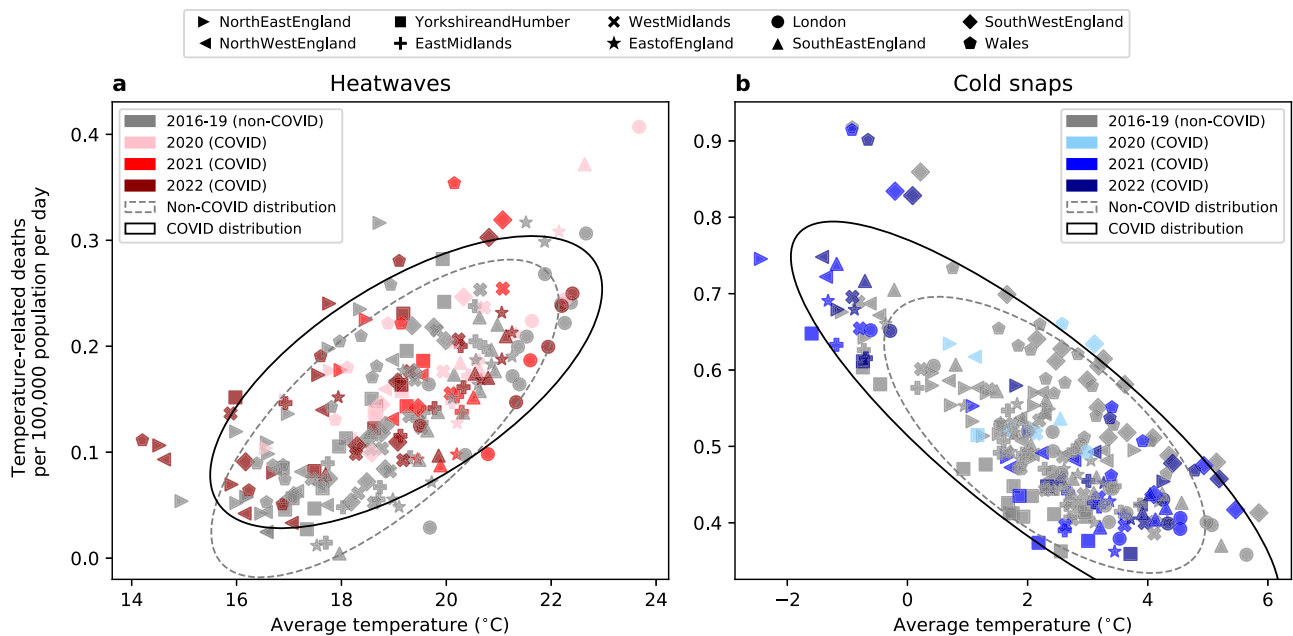 NorthEastEngland YorkshireandHumber WestMidlands London SouthWestEngland
NorthWestEngland EastMidlands EastofEngland SouthEastEngland Wales
a Heatwaves
b Cold snaps
Temperature-related deaths
per 100,000 population per day
0.4
0.3
0.2
0.1
0.0
2016-19 (non-COVID)
2020 (COVID)
2021 (COVID)
2022 (COVID)
Non-COVID distribution
COVID distribution
14 16 18 20 22 24
Average temperature (°C)
0.9
0.8
0.7
0.6
0.5
0.4
2016-19 (non-COVID)
2020 (COVID)
2021 (COVID)
2022 (COVID)
Non-COVID distribution
COVID distribution
−2 0 2 4 6
Average temperature (°C)